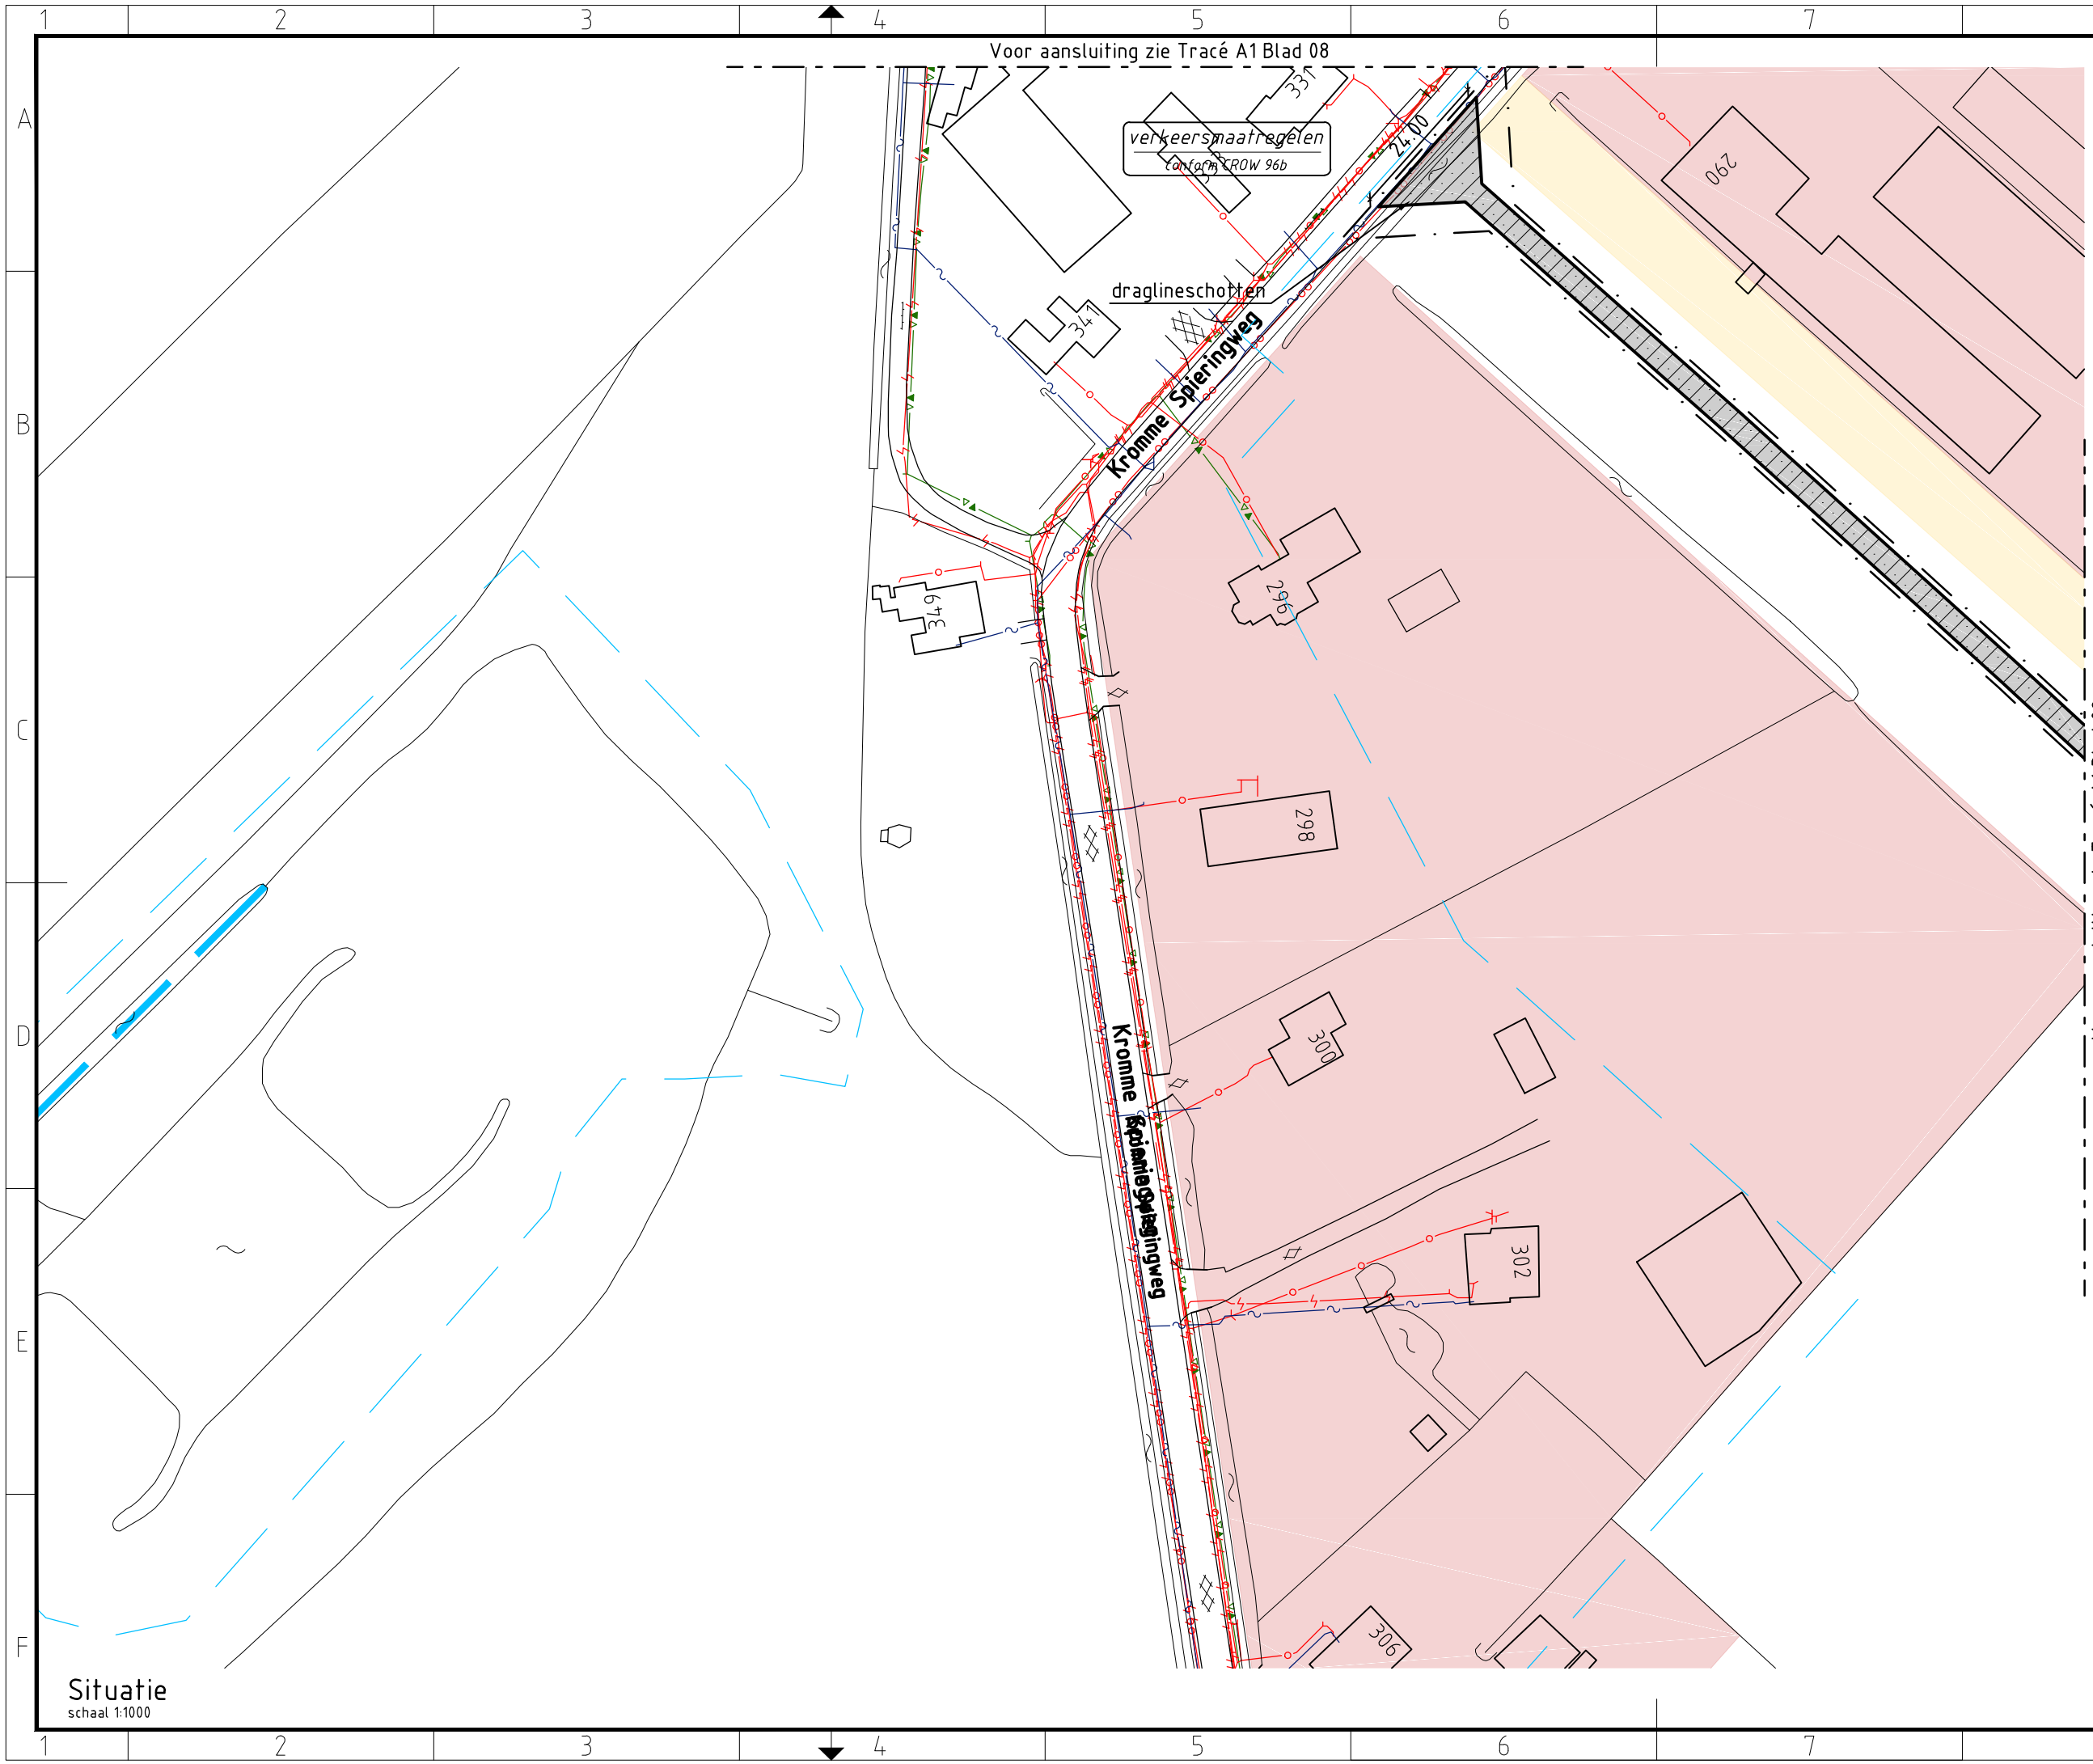 1 2 3 4 5 6 7
Voor aansluiting zie Tracé A1 Blad 08
A
331
24.00
verkeersmaatregelen
conform CROW 96b
290
draglineschotten
341
Kromme Spieringweg
B
296
349
C
298
D
300
Kromme
Spieringweg
302
E
306
F
Situatie
schaal 1:1000
1 2 3 4 5 6 7